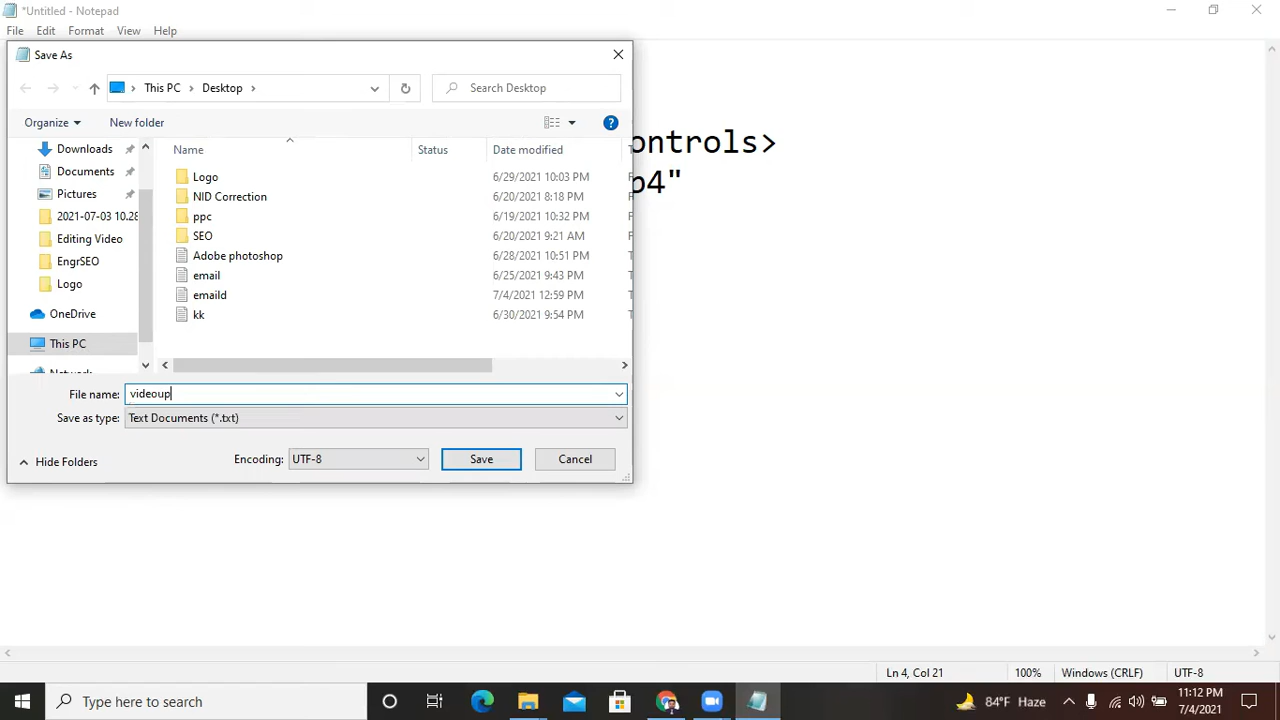 *Untitled - Notepad
File Edit Format View Help
Save As
This PC Desktop
Search Desktop
Organize New folder
Name Status Date modified
Downloads
Documents
Pictures
2021-07-03 10.28
Editing Video
EngrSEO
Logo
OneDrive
This PC
Logo 6/29/2021 10:03 PM
NID Correction 6/20/2021 8:18 PM
ppc 6/19/2021 10:32 PM
SEO 6/20/2021 9:21 AM
Adobe photoshop 6/28/2021 10:51 PM
email 6/25/2021 9:43 PM
emaild 7/4/2021 12:59 PM
kk 6/30/2021 9:54 PM
File name: videoup
Save as type: Text Documents (*.txt)
Hide Folders Encoding: UTF-8 Save Cancel
ontrols>
p4"
Ln 4, Col 21 100% Windows (CRLF) UTF-8
Type here to search
84°F Haze
11:12 PM
7/4/2021